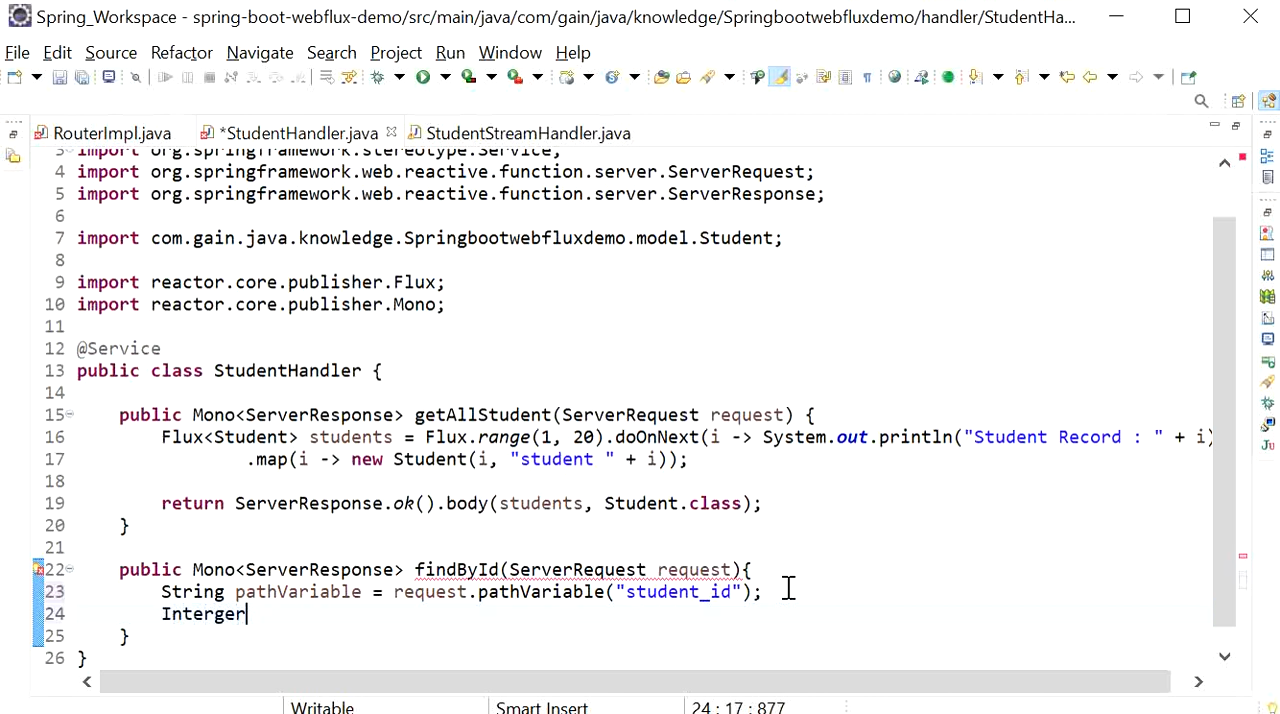 Spring_Workspace - spring-boot-webflux-demo/src/main/java/com/gain/java/knowledge/Springbootwebfluxdemo/handler/StudentHa...
File Edit Source Refactor Navigate Search Project Run Window Help
RouterImpl.java *StudentHandler.java StudentStreamHandler.java
3 import org.springframework.stereotype.Service;
4 import org.springframework.web.reactive.function.server.ServerRequest;
5 import org.springframework.web.reactive.function.server.ServerResponse;
6
7 import com.gain.java.knowledge.Springbootwebfluxdemo.model.Student;
8
9 import reactor.core.publisher.Flux;
10 import reactor.core.publisher.Mono;
11
12 @Service
13 public class StudentHandler {
14
15 public Mono<ServerResponse> getAllStudent(ServerRequest request) {
16 Flux<Student> students = Flux.range(1, 20).doOnNext(i -> System.out.println("Student Record : " + i)
17 .map(i -> new Student(i, "student " + i));
18
19 return ServerResponse.ok().body(students, Student.class);
20 }
21
22 public Mono<ServerResponse> findById(ServerRequest request){
23 String pathVariable = request.pathVariable("student_id");
24 Interger
25 }
26 }
Writable Smart Insert 24 : 17 : 877